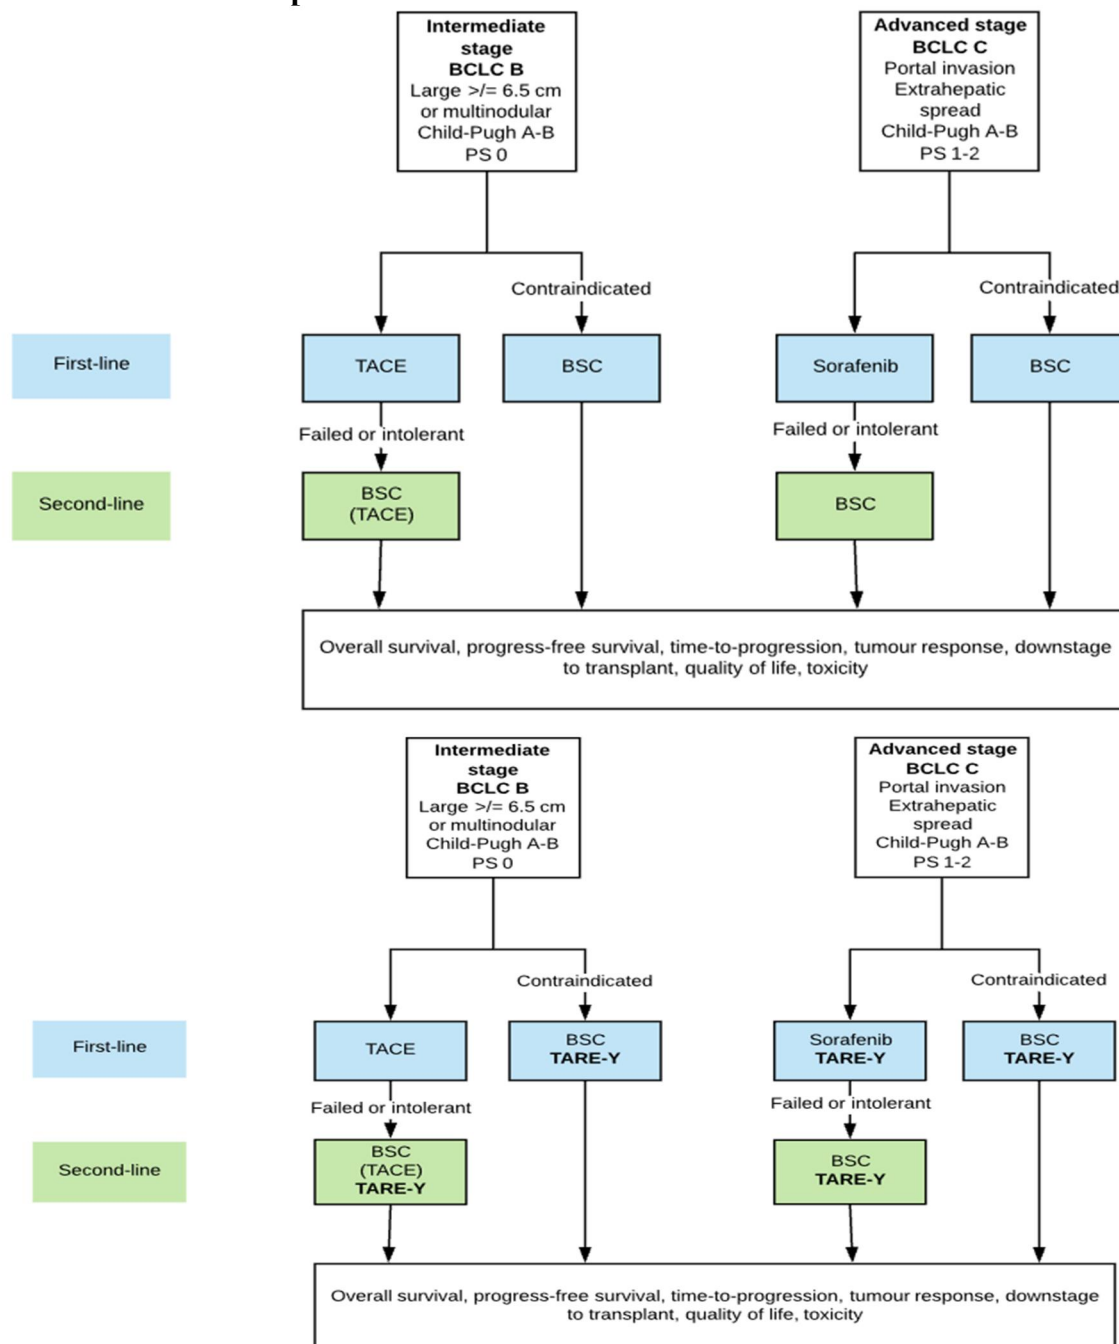 Intermediate
stage
BCLC B
Large >/= 6.5 cm
or multinodular
Child-Pugh A-B
PS 0
Advanced stage
BCLC C
Portal invasion
Extrahepatic
spread
Child-Pugh A-B
PS 1-2
Contraindicated
Contraindicated
First-line
TACE
BSC
Sorafenib
BSC
Failed or intolerant
Failed or intolerant
Second-line
BSC
(TACE)
BSC
Overall survival, progress-free survival, time-to-progression, tumour response, downstage
to transplant, quality of life, toxicity
Intermediate
stage
BCLC B
Large >/= 6.5 cm
or multinodular
Child-Pugh A-B
PS 0
Advanced stage
BCLC C
Portal invasion
Extrahepatic
spread
Child-Pugh A-B
PS 1-2
Contraindicated
Contraindicated
First-line
TACE
BSC
TARE-Y
Sorafenib
TARE-Y
BSC
TARE-Y
Failed or intolerant
Failed or intolerant
Second-line
BSC
(TACE)
TARE-Y
BSC
TARE-Y
Overall survival, progress-free survival, time-to-progression, tumour response, downstage
to transplant, quality of life, toxicity